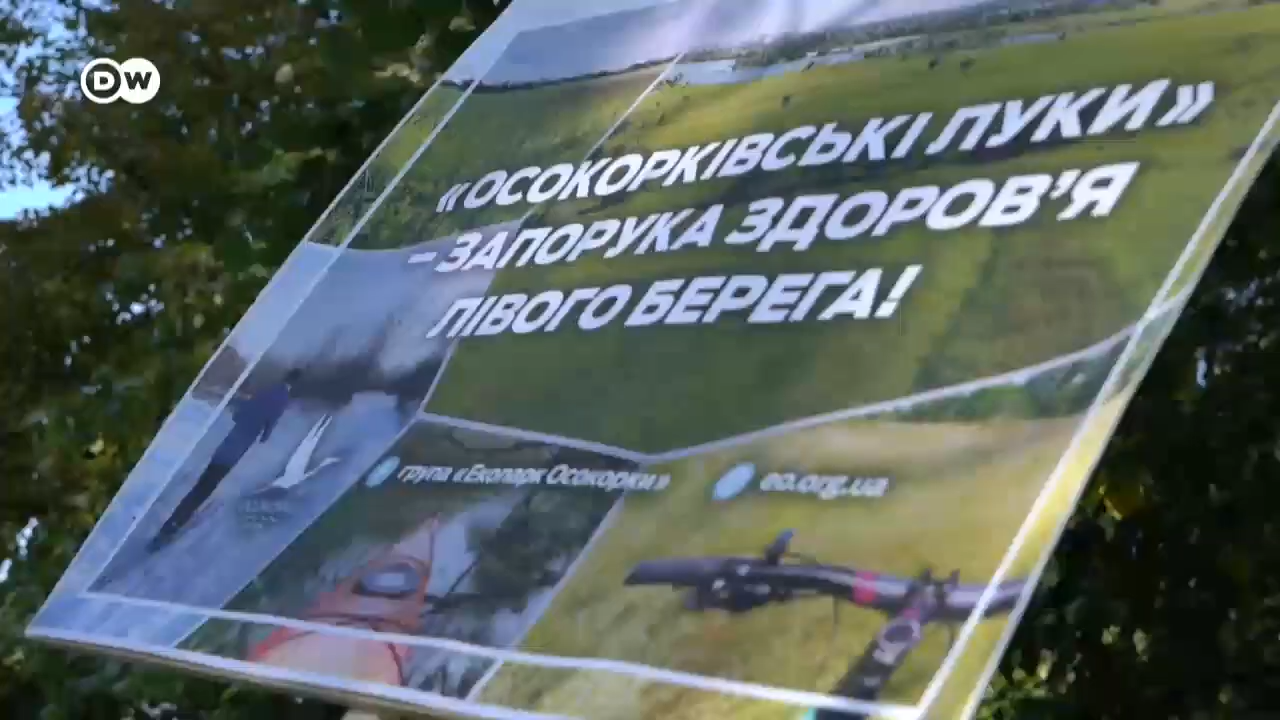 DW
«ОСОКОРКІВСЬКІ ЛУКИ»
– ЗАПОРУКА ЗДОРОВ’Я
ЛІВОГО БЕРЕГА!
група «Екопарк Осокорки»
eo.org.ua